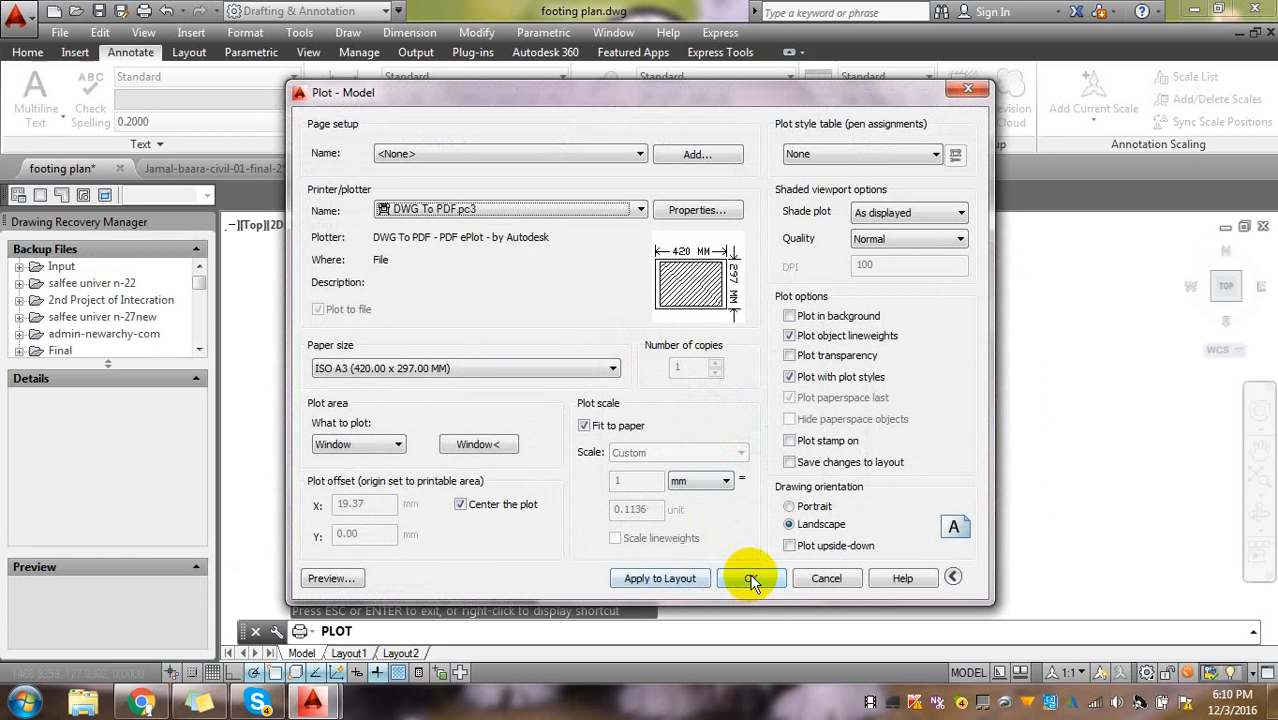 Drafting & Annotation
footing plan.dwg
Type a keyword or phrase
Sign In
File Edit View Insert Format Tools Draw Dimension Modify Parametric Window Help Express
Home Insert Annotate Layout Parametric View Manage Output Plug-ins Autodesk 360 Featured Apps Express Tools
A ABC Standard
Standard
Standard
Standard
Scale List
Multiline Text
Check Spelling
0.2000
Add Current Scale
Add/Delete Scales
Sync Scale Positions
Text
Annotation Scaling
footing plan*
Jamal-baara-civil-01-final-2
Plot - Model
Page setup
Name: <None> Add...
Plot style table (pen assignments)
None
Printer/plotter
Name: DWG To PDF.pc3 Properties...
Plotter: DWG To PDF - PDF ePlot - by Autodesk
Where: File
Description:
Plot to file
420 MM
297 MM
Shaded viewport options
Shade plot As displayed
Quality Normal
DPI 100
Paper size
ISO A3 (420.00 x 297.00 MM)
Number of copies
1
Plot options
Plot in background
Plot object lineweights
Plot transparency
Plot with plot styles
Plot paperspace last
Hide paperspace objects
Plot stamp on
Save changes to layout
Plot area
What to plot:
Window Window<
Plot scale
Fit to paper
Scale: Custom
1 mm =
0.1136 unit
Scale lineweights
Plot offset (origin set to printable area)
X: 19.37 mm Center the plot
Y: 0.00 mm
Drawing orientation
Portrait
Landscape
Plot upside-down
A
Preview... Apply to Layout Cancel Help
Drawing Recovery Manager
Backup Files
Input
salfee univer n-22
2nd Project of Intecration
salfee univer n-27new
admin-newarchy-com
Final
Details
Preview
[Top][2D
N
W TOP E
S
WCS
Press ESC or ENTER to exit, or right-click to display shortcut
PLOT
Model Layout1 Layout2
MODEL
1:1
6:10 PM
12/3/2016